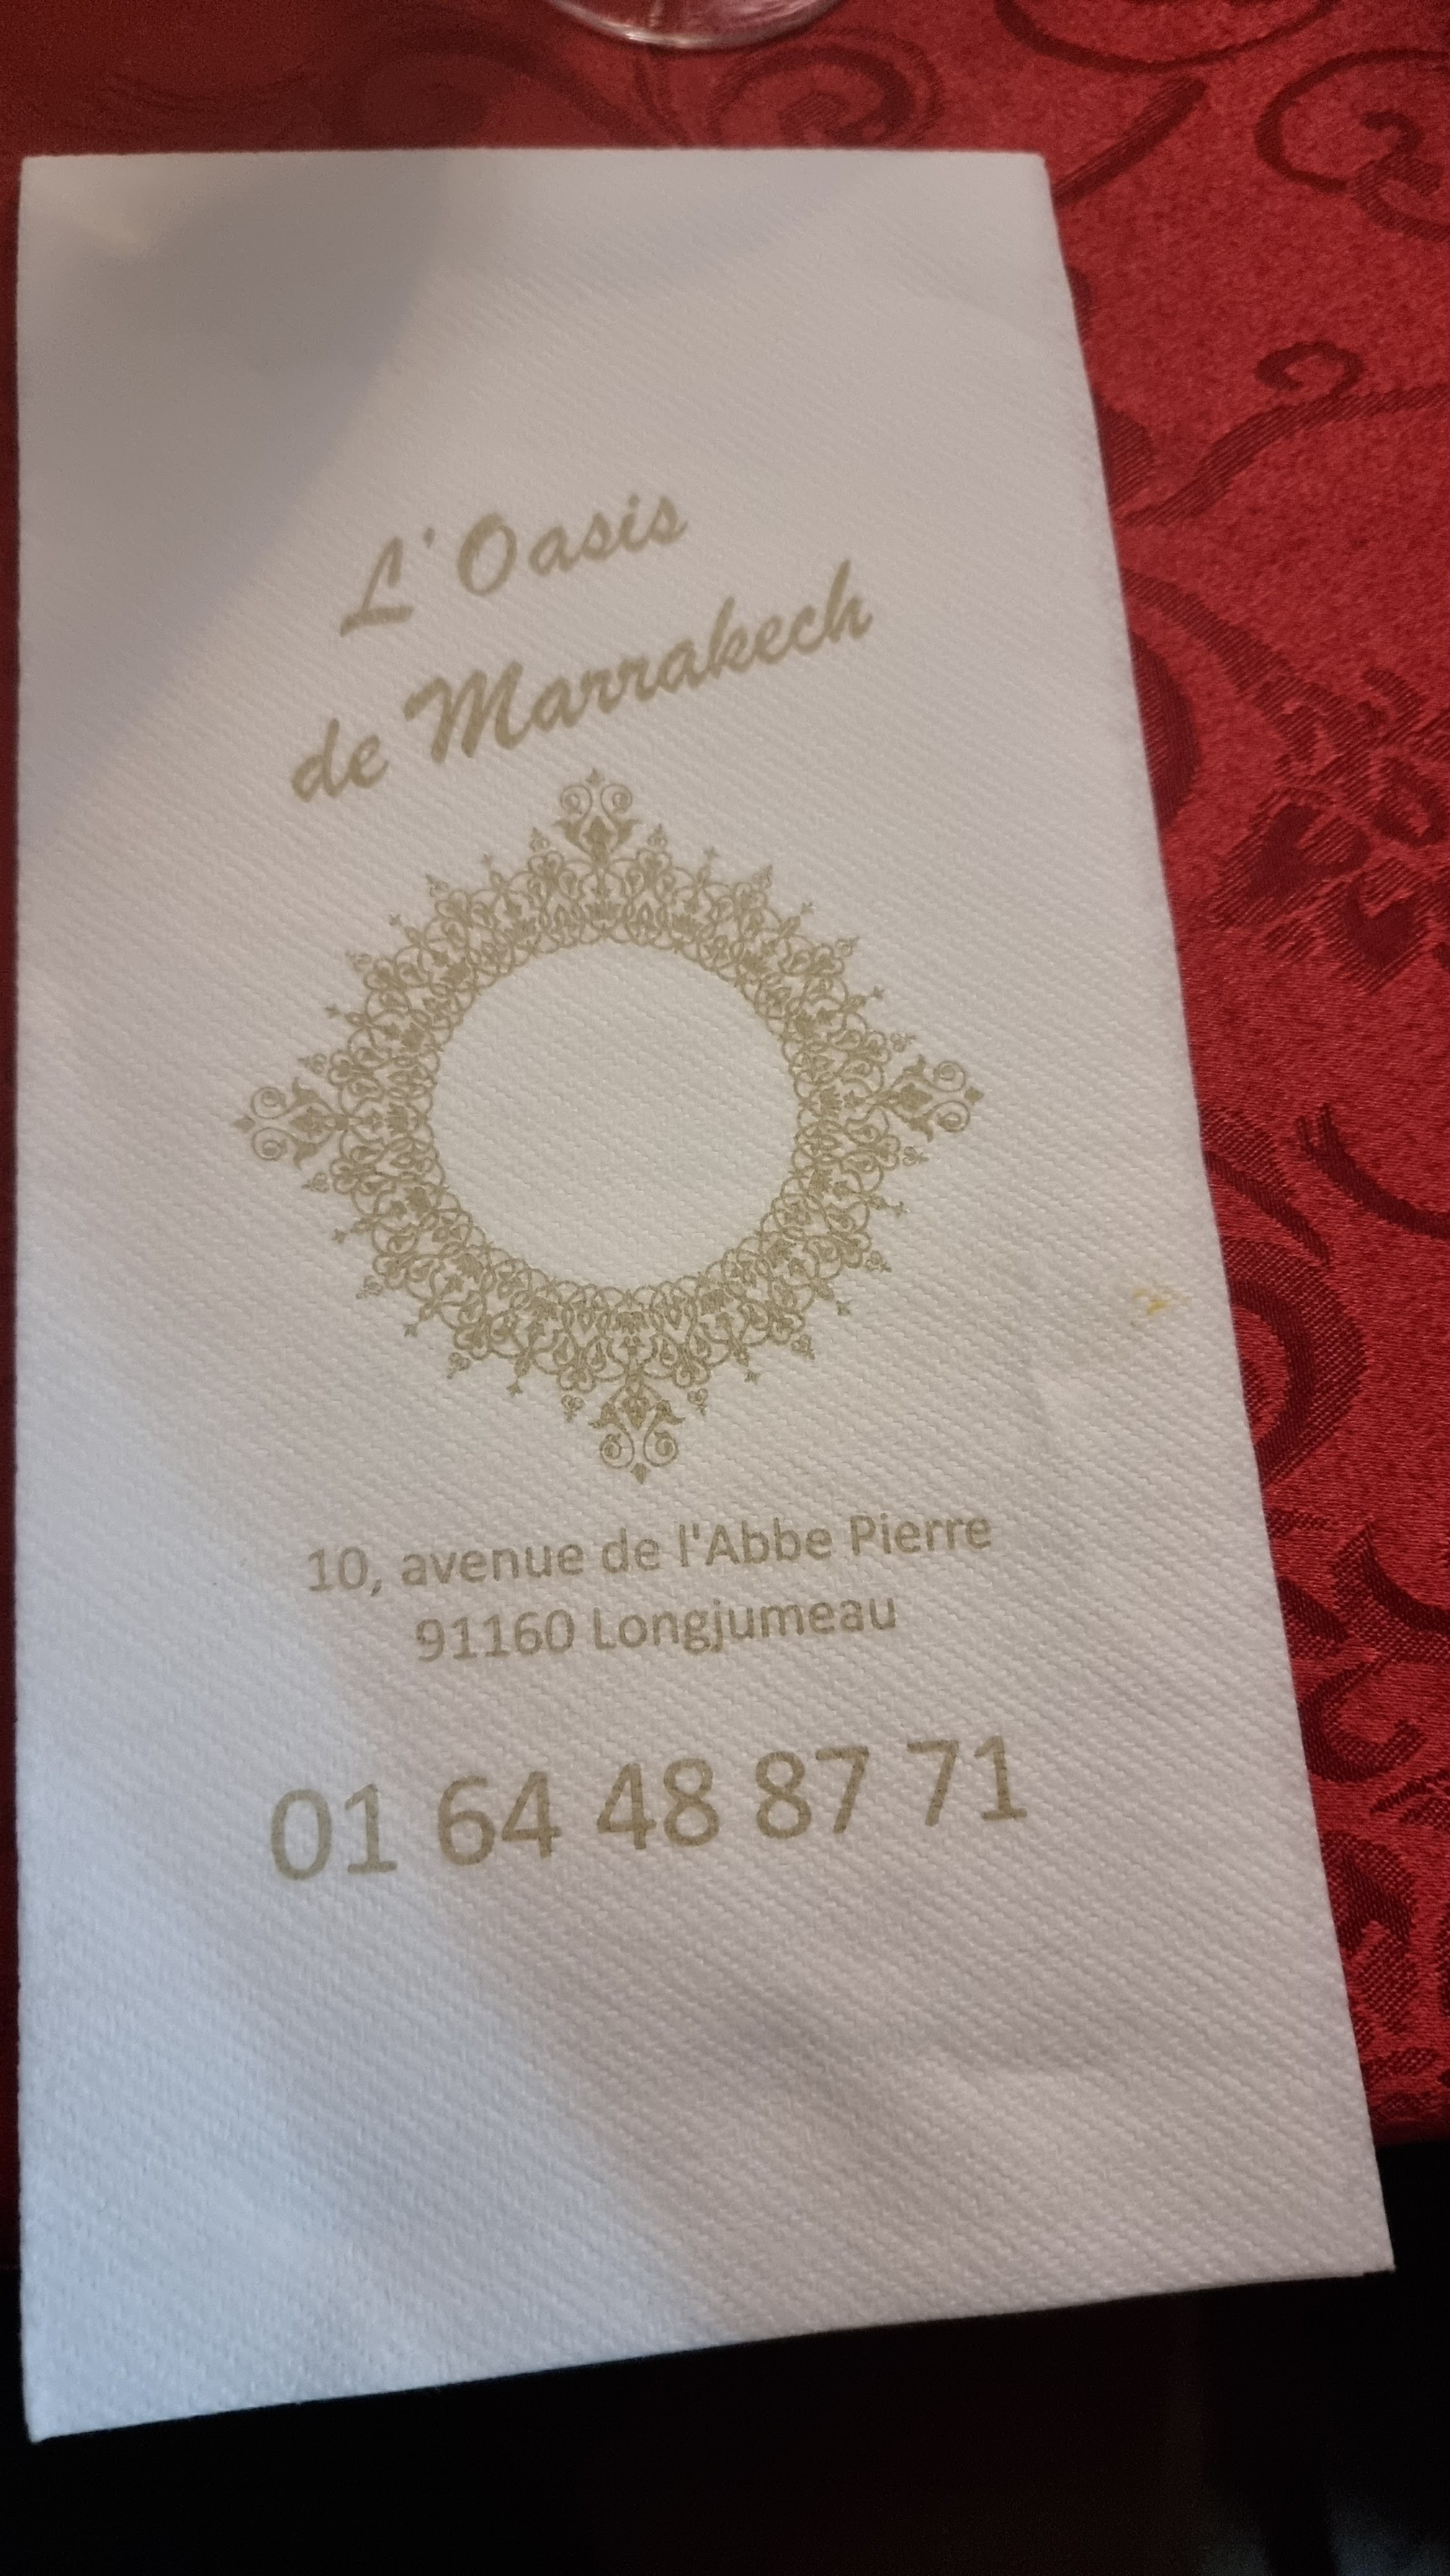 L'Oasis
de Marrakech
10, avenue de l'Abbe Pierre
91160 Longjumeau
01 64 48 87 71